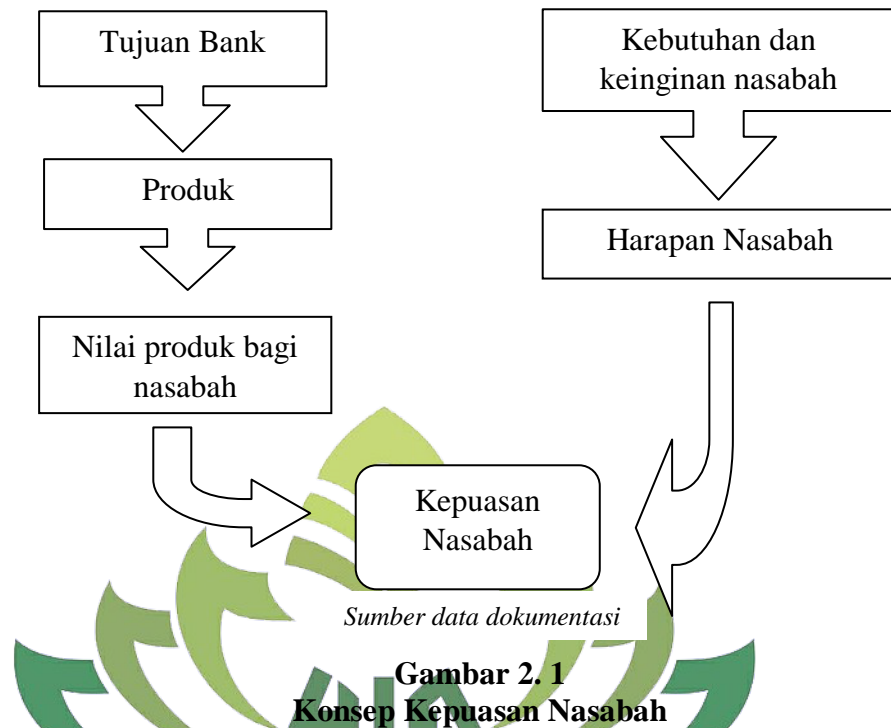 Tujuan Bank
Kebutuhan dan
keinginan nasabah
Produk
Harapan Nasabah
Nilai produk bagi
nasabah
Kepuasan
Nasabah
Sumber data dokumentasi
Gambar 2. 1
Konsep Kepuasan Nasabah